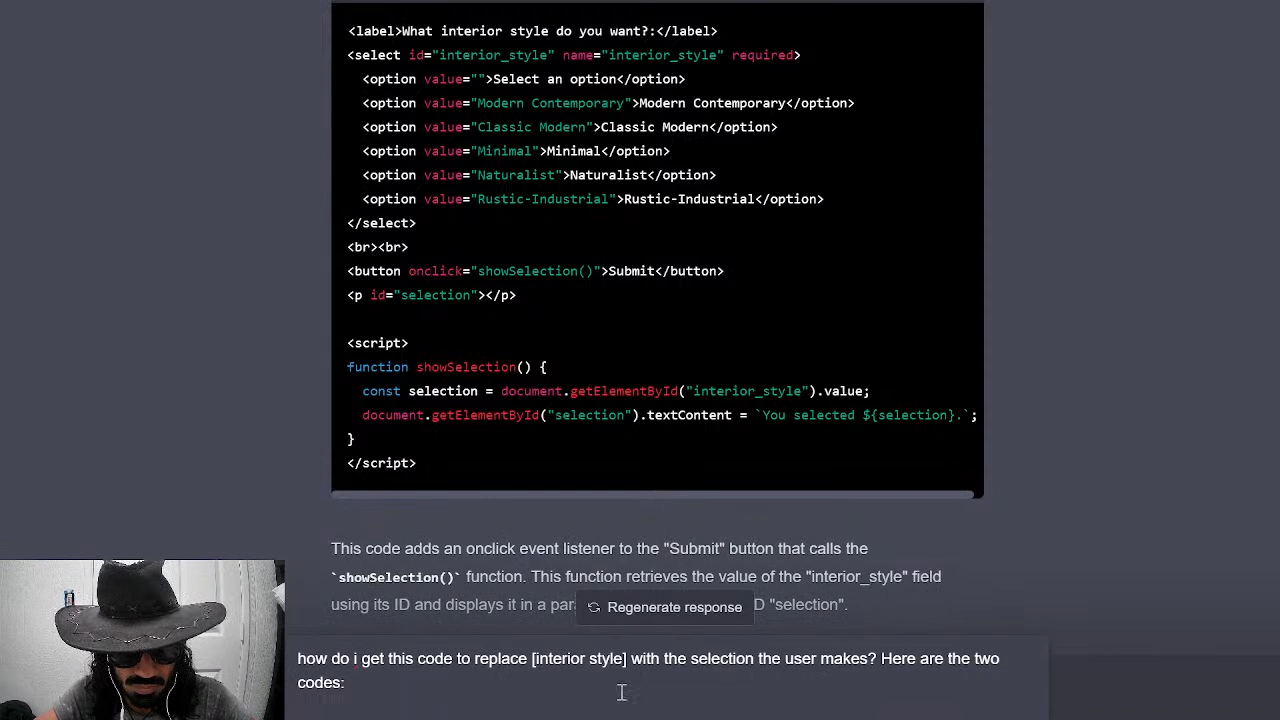 <label>What interior style do you want?:</label>
<select id="interior_style" name="interior_style" required>
<option value="">Select an option</option>
<option value="Modern Contemporary">Modern Contemporary</option>
<option value="Classic Modern">Classic Modern</option>
<option value="Minimal">Minimal</option>
<option value="Naturalist">Naturalist</option>
<option value="Rustic-Industrial">Rustic-Industrial</option>
</select>
<br><br>
<button onclick="showSelection()">Submit</button>
<p id="selection"></p>
<script>
function showSelection() {
const selection = document.getElementById("interior_style").value;
document.getElementById("selection").textContent = `You selected ${selection}.`;
}
</script>
This code adds an onclick event listener to the "Submit" button that calls the
`showSelection()` function. This function retrieves the value of the "interior_style" field
using its ID and displays it in a par D "selection".
Regenerate response
how do i get this code to replace [interior style] with the selection the user makes? Here are the two
codes: